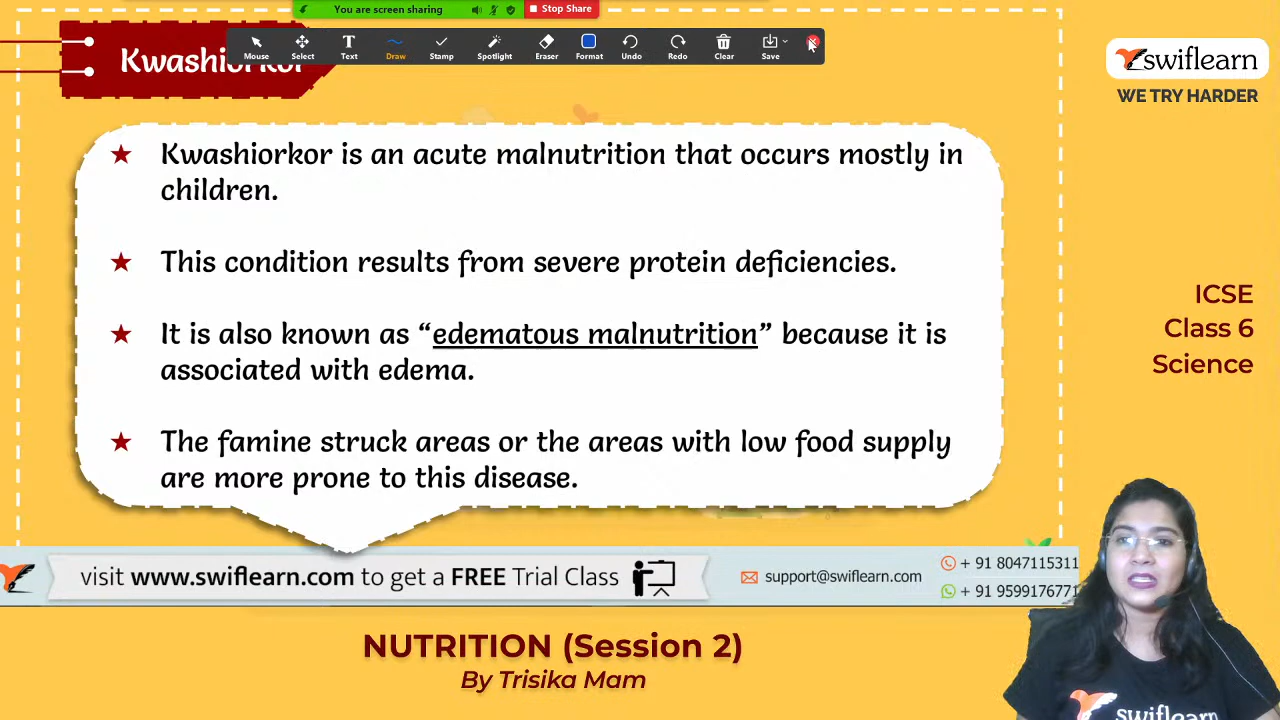 You are screen sharing
Stop Share
Mouse
Select
Text
Draw
Stamp
Spotlight
Eraser
Format
Undo
Redo
Clear
Save
Kwashiorkor
swiflearn
WE TRY HARDER
★ Kwashiorkor is an acute malnutrition that occurs mostly in
children.
★ This condition results from severe protein deficiencies.
★ It is also known as “edematous malnutrition” because it is
associated with edema.
★ The famine struck areas or the areas with low food supply
are more prone to this disease.
ICSE
Class 6
Science
visit www.swiflearn.com to get a FREE Trial Class
support@swiflearn.com
+ 91 8047115311
+ 91 9599176771
NUTRITION (Session 2)
By Trisika Mam
swiflearn